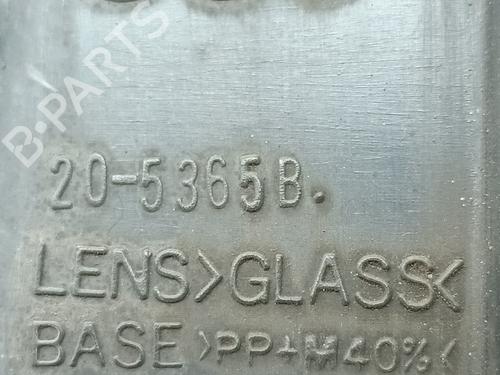 B-PARTS
20-5365B.
LENS>GLASS<
BASE >PP+M40%<